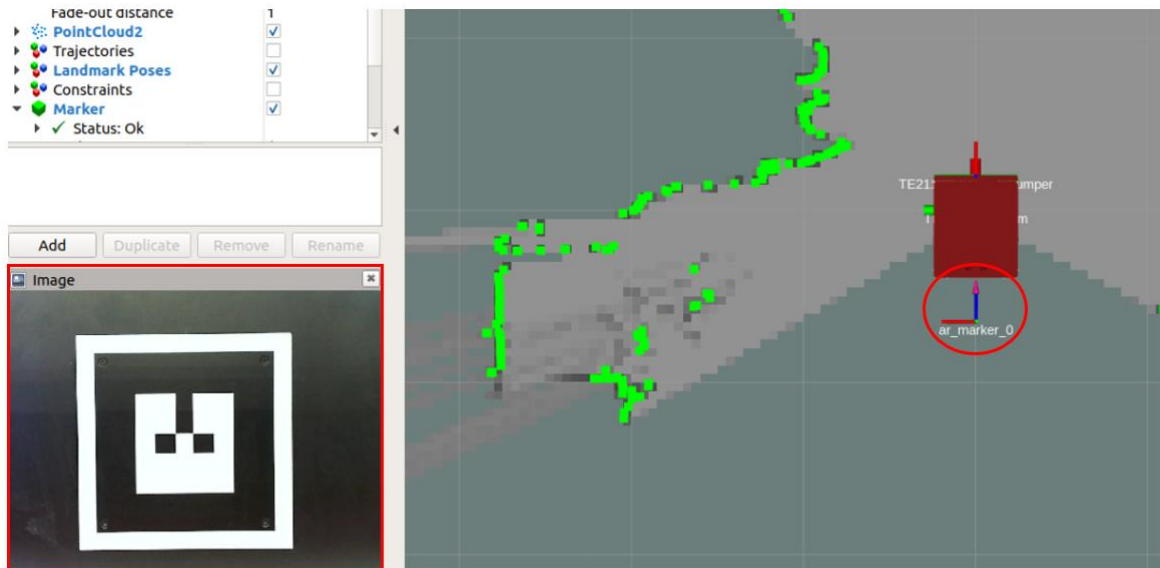 Fade-out distance 1
PointCloud2
Trajectories
Landmark Poses
Constraints
Marker
Status: Ok
Add Duplicate Remove Rename
Image
TE21 umper
ar_marker_0